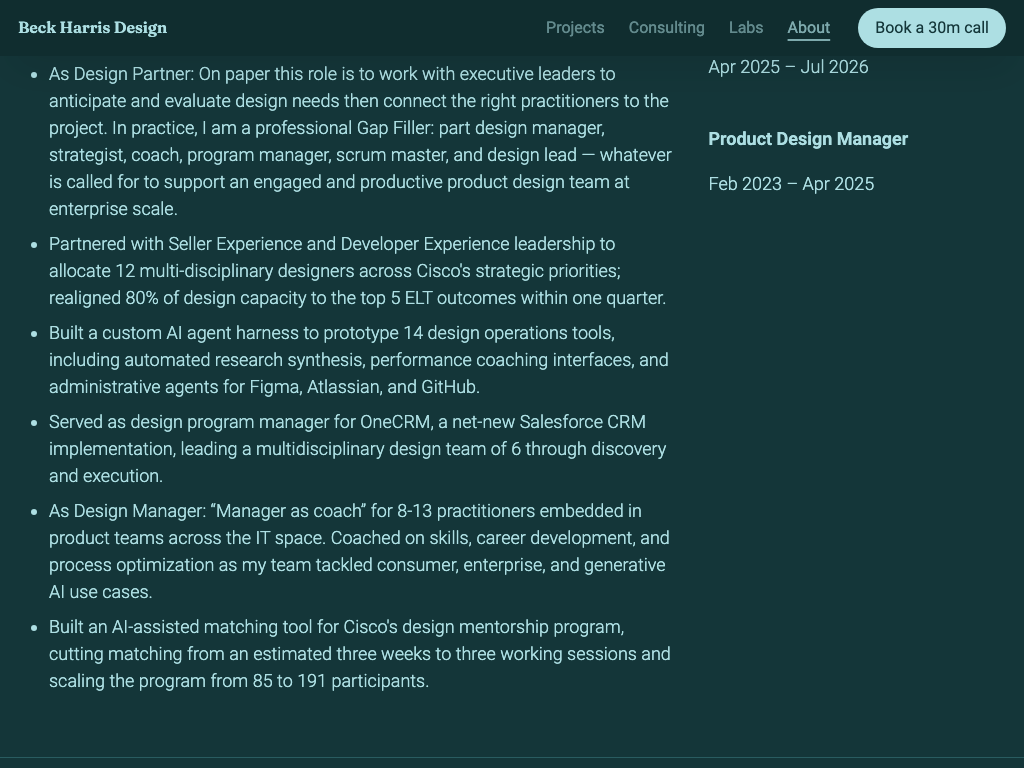 Beck Harris Design
Projects
Consulting
Labs
About
Book a 30m call
• As Design Partner: On paper this role is to work with executive leaders to
anticipate and evaluate design needs then connect the right practitioners to the
project. In practice, I am a professional Gap Filler: part design manager,
strategist, coach, program manager, scrum master, and design lead — whatever
is called for to support an engaged and productive product design team at
enterprise scale.
• Partnered with Seller Experience and Developer Experience leadership to
allocate 12 multi-disciplinary designers across Cisco's strategic priorities;
realigned 80% of design capacity to the top 5 ELT outcomes within one quarter.
• Built a custom AI agent harness to prototype 14 design operations tools,
including automated research synthesis, performance coaching interfaces, and
administrative agents for Figma, Atlassian, and GitHub.
• Served as design program manager for OneCRM, a net-new Salesforce CRM
implementation, leading a multidisciplinary design team of 6 through discovery
and execution.
• As Design Manager: “Manager as coach” for 8-13 practitioners embedded in
product teams across the IT space. Coached on skills, career development, and
process optimization as my team tackled consumer, enterprise, and generative
AI use cases.
• Built an AI-assisted matching tool for Cisco's design mentorship program,
cutting matching from an estimated three weeks to three working sessions and
scaling the program from 85 to 191 participants.
Apr 2025 – Jul 2026
Product Design Manager
Feb 2023 – Apr 2025